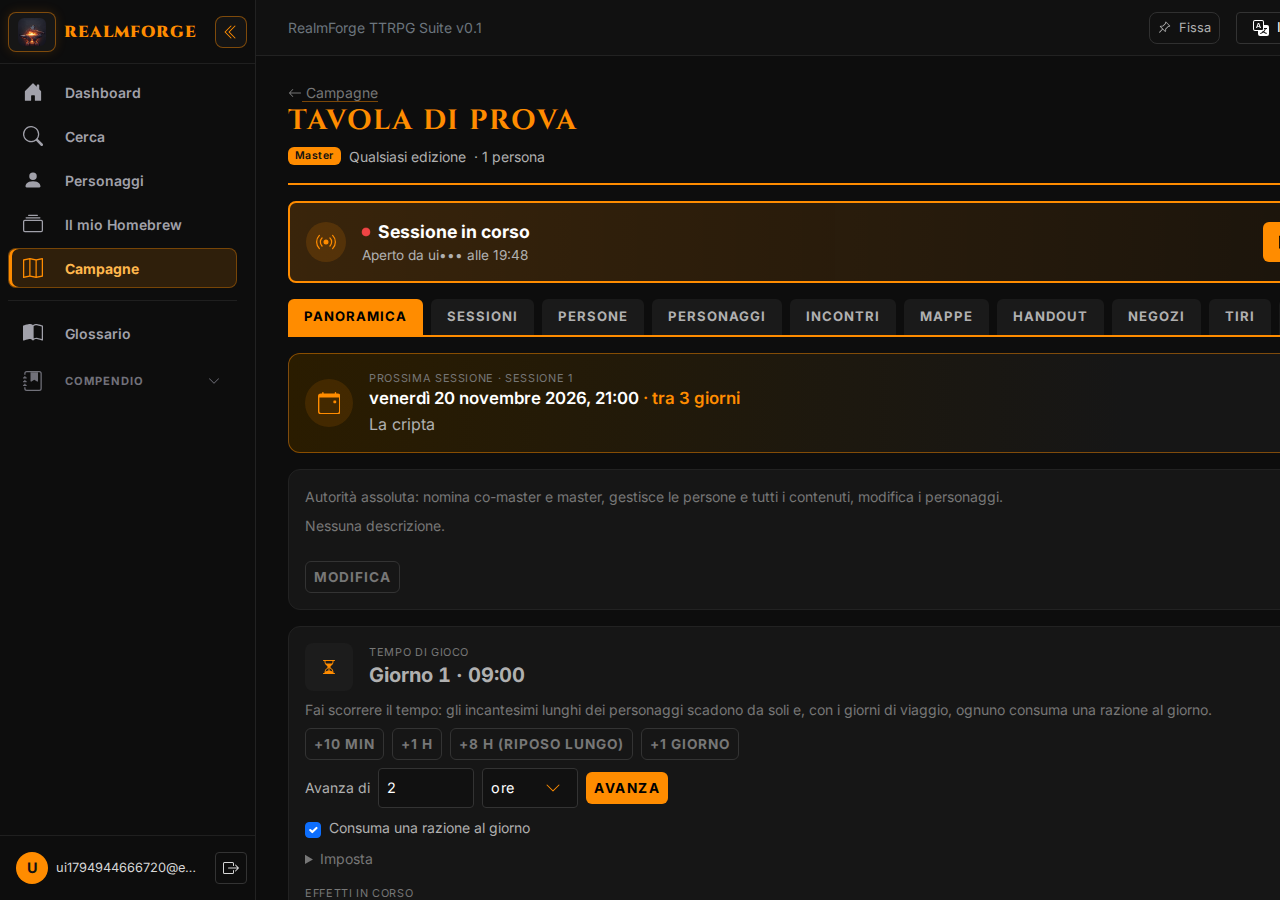 REALMFORGE
RealmForge TTRPG Suite v0.1
Fissa
Dashboard
Cerca
Personaggi
Il mio Homebrew
Campagne
Glossario
COMPENDIO
U
ui1794944666720@e...
← Campagne
TAVOLA DI PROVA
Master Qualsiasi edizione · 1 persona
Sessione in corso
Aperto da ui••• alle 19:48
PANORAMICA SESSIONI PERSONE PERSONAGGI INCONTRI MAPPE HANDOUT NEGOZI TIRI
PROSSIMA SESSIONE · SESSIONE 1
venerdì 20 novembre 2026, 21:00 · tra 3 giorni
La cripta
Autorità assoluta: nomina co-master e master, gestisce le persone e tutti i contenuti, modifica i personaggi.
Nessuna descrizione.
MODIFICA
TEMPO DI GIOCO
Giorno 1 · 09:00
Fai scorrere il tempo: gli incantesimi lunghi dei personaggi scadono da soli e, con i giorni di viaggio, ognuno consuma una razione al giorno.
+10 MIN +1 H +8 H (RIPOSO LUNGO) +1 GIORNO
Avanza di 2 ore AVANZA
Consuma una razione al giorno
Imposta
EFFETTI IN CORSO